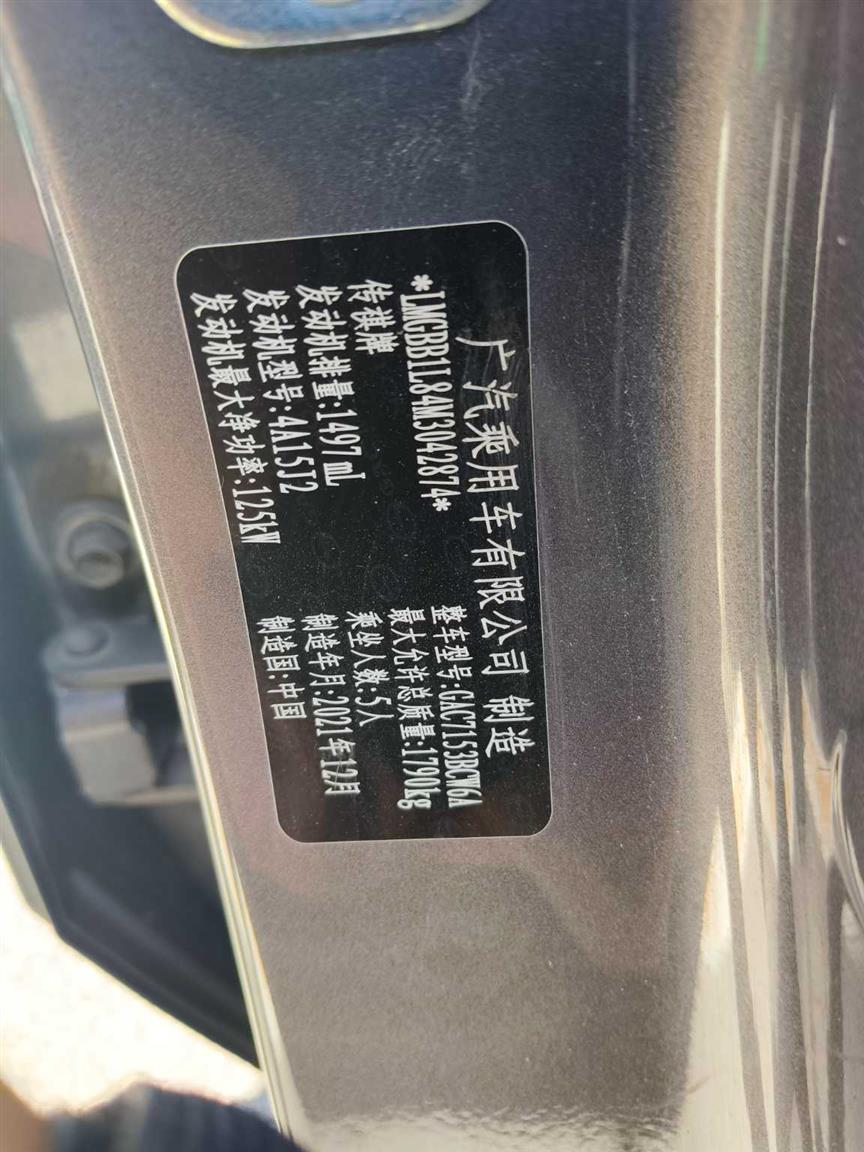 广汽乘用车有限公司 制造
*LMGBB1L84M3042874*
整车型号:GAC7153BCW6A
传祺牌
最大允许总质量:1790kg
发动机排量:1497mL
乘坐人数:5人
发动机型号:4A15J2
制造年月:2021年12月
发动机最大净功率:125kW
制造国:中国